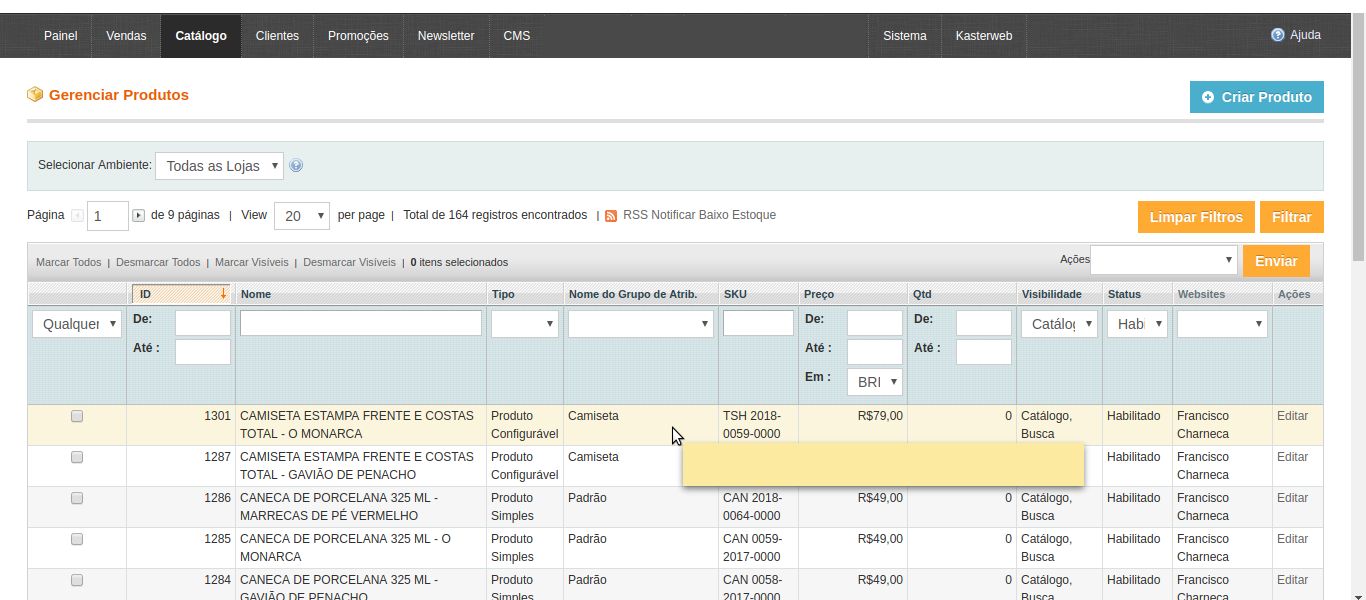 Painel Vendas Catálogo Clientes Promoções Newsletter CMS Sistema Kasterweb Ajuda
Gerenciar Produtos Criar Produto
Selecionar Ambiente: Todas as Lojas
Página 1 de 9 páginas | View 20 per page | Total de 164 registros encontrados | RSS Notificar Baixo Estoque Limpar Filtros Filtrar
Marcar Todos | Desmarcar Todos | Marcar Visíveis | Desmarcar Visíveis | 0 itens selecionados Ações Enviar
ID Nome Tipo Nome do Grupo de Atrib. SKU Preço Qtd Visibilidade Status Websites Ações
Qualquer De: De: De: Catálo Habi
Até : Até : Até :
Em : BRL
1301 CAMISETA ESTAMPA FRENTE E COSTAS Produto Camiseta TSH 2018- R$79,00 0 Catálogo, Habilitado Francisco Editar
TOTAL - O MONARCA Configurável 0059-0000 Busca Charneca
1287 CAMISETA ESTAMPA FRENTE E COSTAS Produto Camiseta Habilitado Francisco Editar
TOTAL - GAVIÃO DE PENACHO Configurável Charneca
1286 CANECA DE PORCELANA 325 ML - Produto Padrão CAN 2018- R$49,00 0 Catálogo, Habilitado Francisco Editar
MARRECAS DE PÉ VERMELHO Simples 0064-0000 Busca Charneca
1285 CANECA DE PORCELANA 325 ML - O Produto Padrão CAN 0059- R$49,00 0 Catálogo, Habilitado Francisco Editar
MONARCA Simples 2017-0000 Busca Charneca
1284 CANECA DE PORCELANA 325 ML - Produto Padrão CAN 0058- R$49,00 0 Catálogo, Habilitado Francisco Editar
GAVIÃO DE PENACHO Simples 2017-0000 Busca Charneca